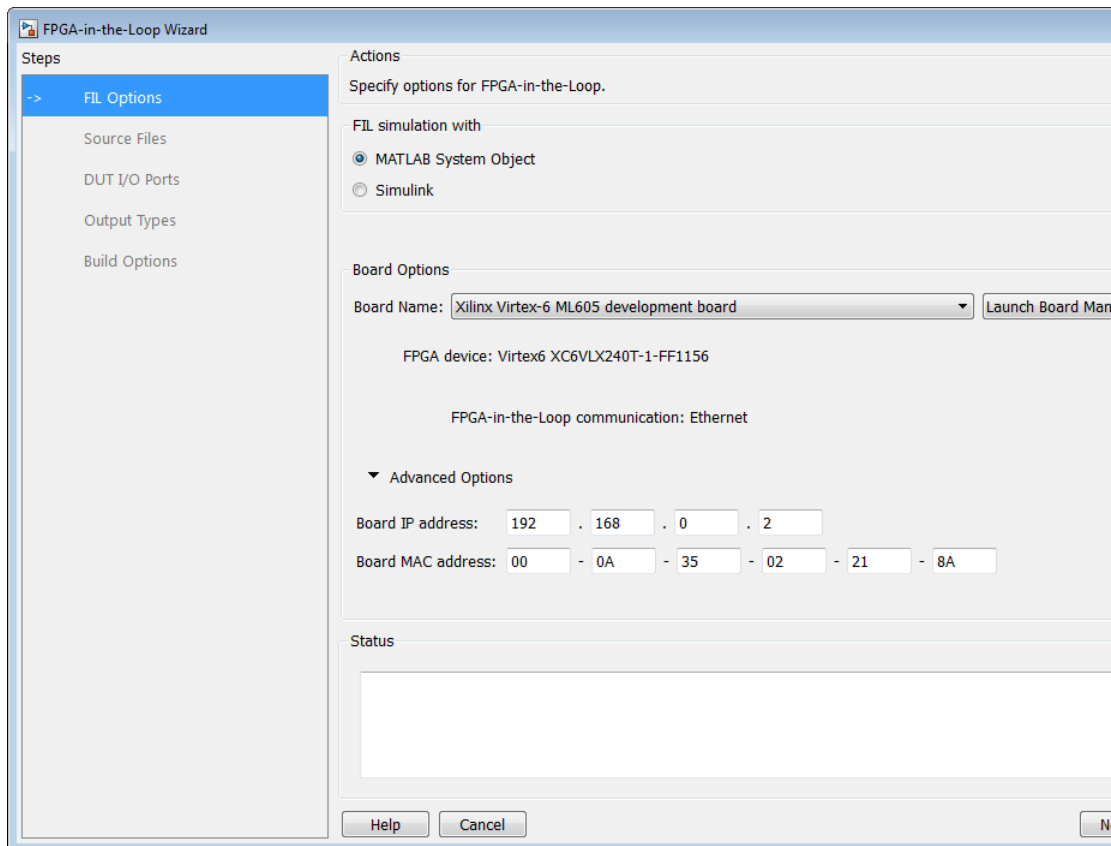 FPGA-in-the-Loop Wizard
Steps
-> FIL Options
Source Files
DUT I/O Ports
Output Types
Build Options
Actions
Specify options for FPGA-in-the-Loop.
FIL simulation with
MATLAB System Object
Simulink
Board Options
Board Name: Xilinx Virtex-6 ML605 development board Launch Board Man
FPGA device: Virtex6 XC6VLX240T-1-FF1156
FPGA-in-the-Loop communication: Ethernet
Advanced Options
Board IP address: 192 . 168 . 0 . 2
Board MAC address: 00 - 0A - 35 - 02 - 21 - 8A
Status
Help Cancel